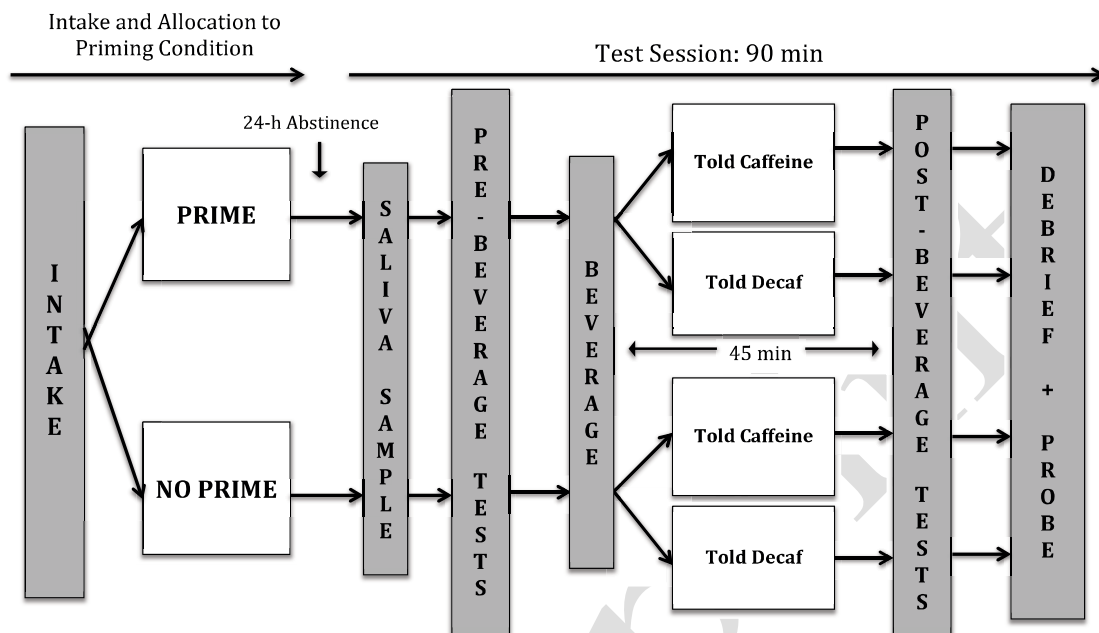 Intake and Allocation to
Priming Condition
Test Session: 90 min
24-h Abstinence
INTAKE
PRIME
NO PRIME
SALIVA SAMPLE
PRE-BEVERAGE TESTS
BEVERAGE
Told Caffeine
Told Decaf
45 min
Told Caffeine
Told Decaf
POST-BEVERAGE TESTS
DEBRIEF + PROBE